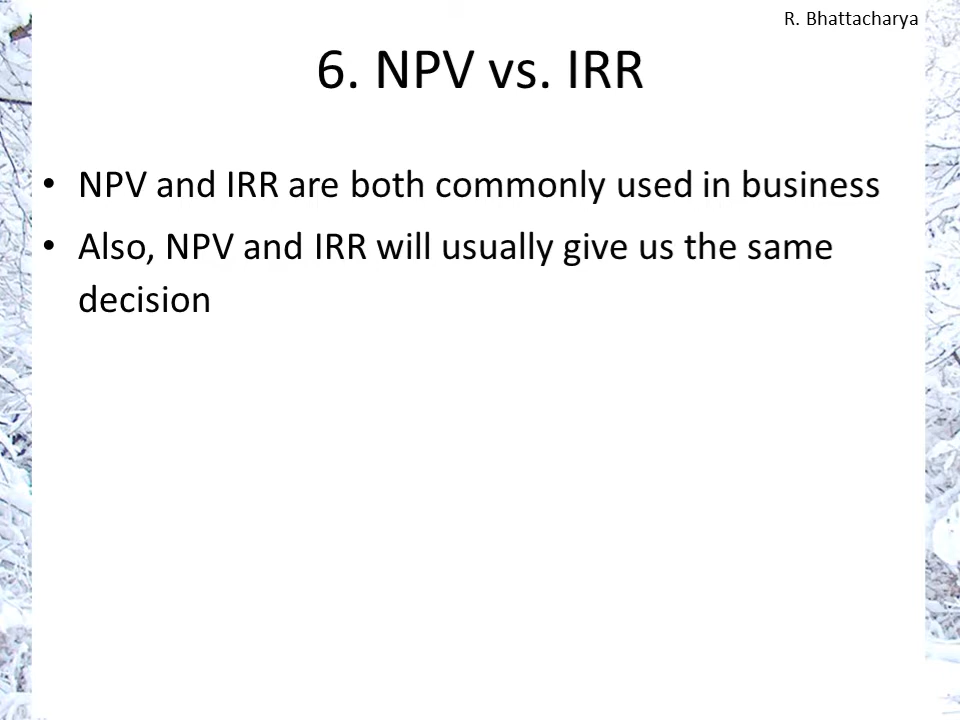 R. Bhattacharya
6. NPV vs. IRR
• NPV and IRR are both commonly used in business
• Also, NPV and IRR will usually give us the same
decision